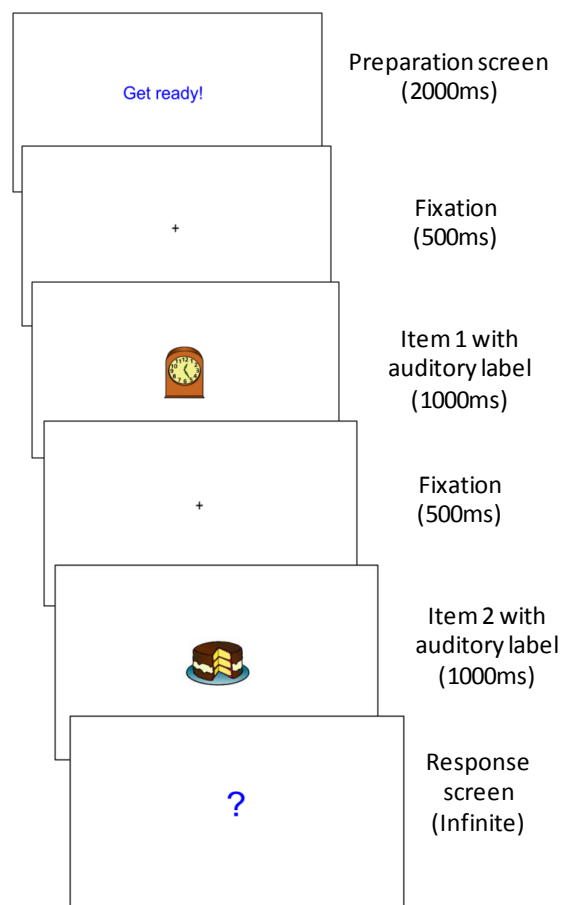 Get ready!
Preparation screen
(2000ms)
+
Fixation
(500ms)
Item 1 with
auditory label
(1000ms)
+
Fixation
(500ms)
Item 2 with
auditory label
(1000ms)
?
Response
screen
(Infinite)